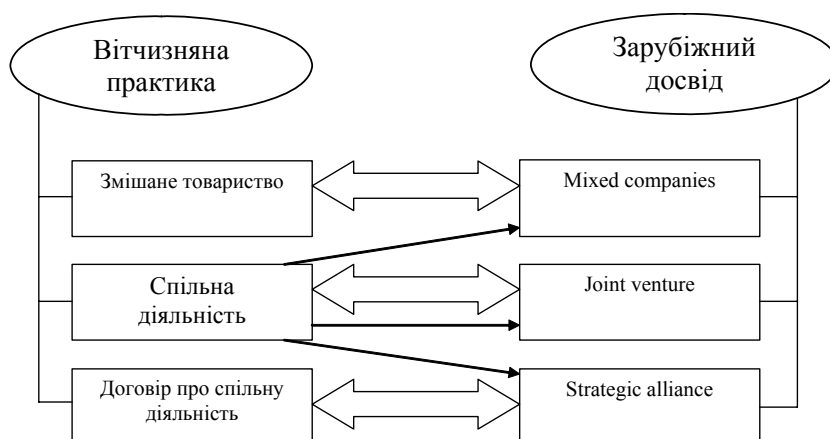 Вітчизняна
практика
Зарубіжний
досвід
Змішане товариство
Mixed companies
Спільна
діяльність
Joint venture
Договір про спільну
діяльність
Strategic alliance